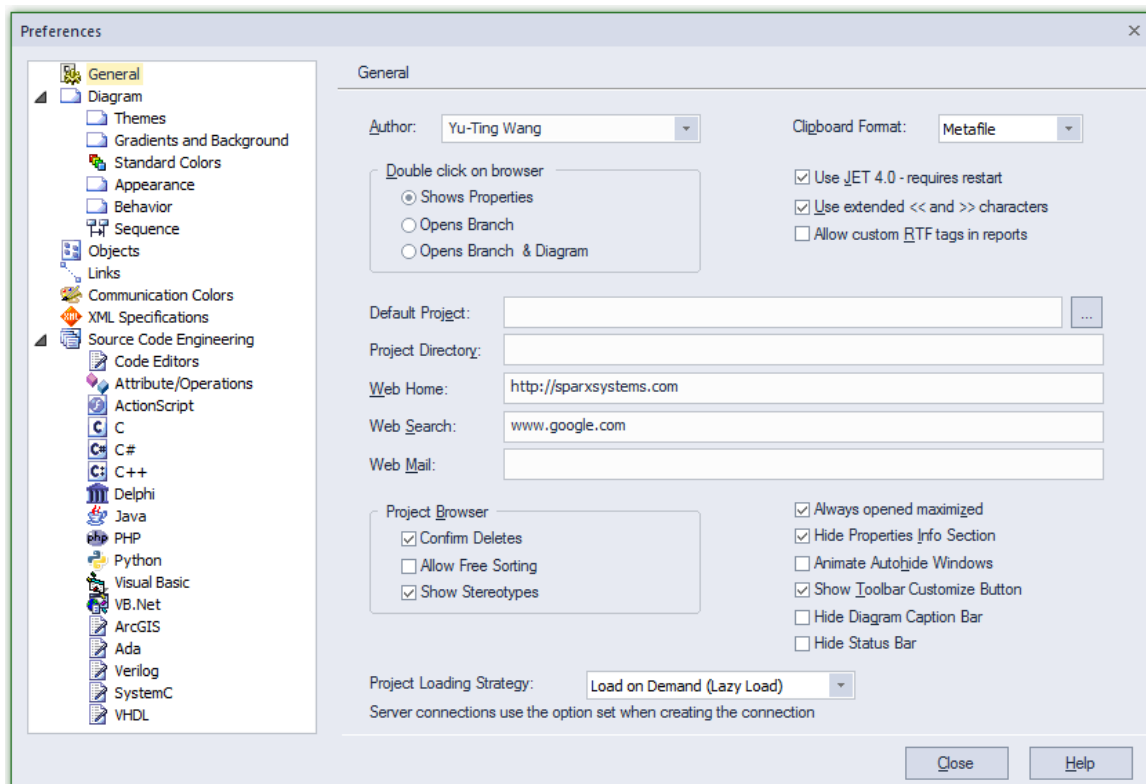 Preferences
General
Diagram
Themes
Gradients and Background
Standard Colors
Appearance
Behavior
Sequence
Objects
Links
Communication Colors
XML Specifications
Source Code Engineering
Code Editors
Attribute/Operations
ActionScript
C
C#
C++
Delphi
Java
PHP
Python
Visual Basic
VB.Net
ArcGIS
Ada
Verilog
SystemC
VHDL
General
Author: Yu-Ting Wang
Clipboard Format: Metafile
Double click on browser
Shows Properties
Opens Branch
Opens Branch & Diagram
Use JET 4.0 - requires restart
Use extended << and >> characters
Allow custom RTF tags in reports
Default Project: ...
Project Directory:
Web Home: http://sparxsystems.com
Web Search: www.google.com
Web Mail:
Project Browser
Confirm Deletes
Allow Free Sorting
Show Stereotypes
Always opened maximized
Hide Properties Info Section
Animate Autohide Windows
Show Toolbar Customize Button
Hide Diagram Caption Bar
Hide Status Bar
Project Loading Strategy: Load on Demand (Lazy Load)
Server connections use the option set when creating the connection
Close Help